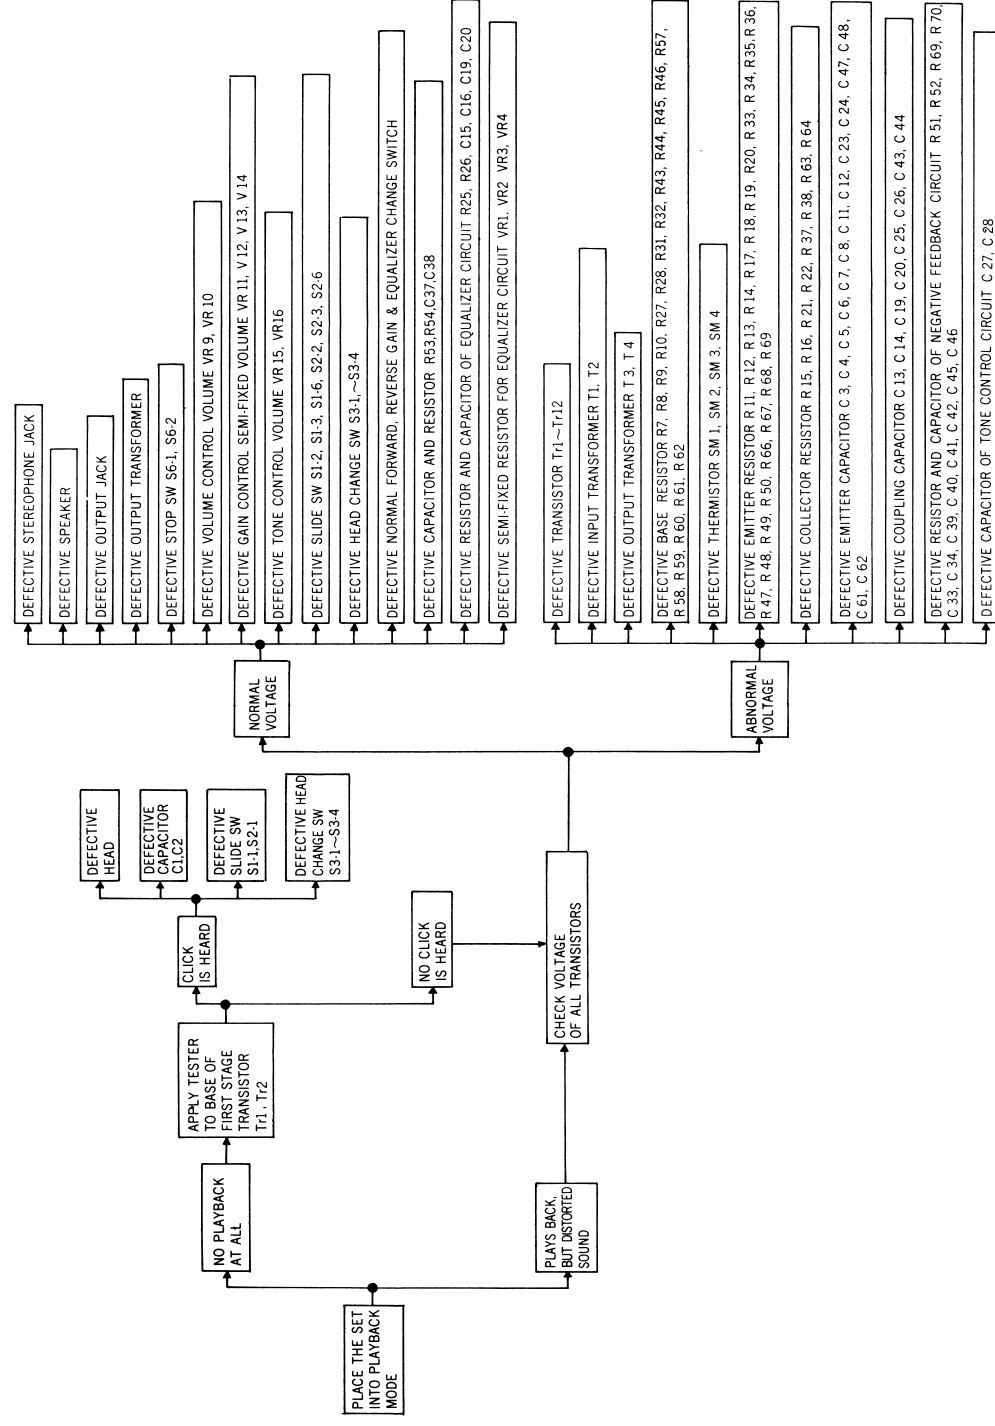 PLACE THE SET
INTO PLAYBACK
MODE
NO PLAYBACK
AT ALL
PLAYS BACK,
BUT DISTORTED
SOUND
APPLY TESTER
TO BASE OF
FIRST STAGE
TRANSISTOR
Tr1, Tr2
CLICK
IS HEARD
NO CLICK
IS HEARD
DEFECTIVE
HEAD
DEFECTIVE
CAPACITOR
C1,C2
DEFECTIVE
SLIDE SW
S1-1,S2-1
DEFECTIVE HEAD
CHANGE SW
S3-1~S3-4
CHECK VOLTAGE
OF ALL TRANSISTORS
NORMAL
VOLTAGE
DEFECTIVE STEREOPHONE JACK
DEFECTIVE SPEAKER
DEFECTIVE OUTPUT JACK
DEFECTIVE OUTPUT TRANSFORMER
DEFECTIVE STOP SW S6-1, S6-2
DEFECTIVE VOLUME CONTROL VOLUME VR 9, VR 10
DEFECTIVE GAIN CONTROL SEMI-FIXED VOLUME VR 11, V 12, V 13, V 14
DEFECTIVE TONE CONTROL VOLUME VR 15, VR16
DEFECTIVE SLIDE SW S1-2, S1-3, S1-6, S2-2, S2-3, S2-6
DEFECTIVE HEAD CHANGE SW S3-1,~S3-4
DEFECTIVE NORMAL FORWARD, REVERSE GAIN & EQUALIZER CHANGE SWITCH
DEFECTIVE CAPACITOR AND RESISTOR R53,R54,C37,C38
DEFECTIVE RESISTOR AND CAPACITOR OF EQUALIZER CIRCUIT R25, R26, C15, C16, C19, C20
DEFECTIVE SEMI-FIXED RESISTOR FOR EQUALIZER CIRCUIT VR1, VR2 VR3, VR4
ABNORMAL
VOLTAGE
DEFECTIVE TRANSISTOR Tr1~Tr12
DEFECTIVE INPUT TRANSFORMER T1, T2
DEFECTIVE OUTPUT TRANSFORMER T 3, T 4
DEFECTIVE BASE RESISTOR R7, R8, R9, R10, R27, R28, R31, R32, R43, R44, R45, R46, R57,
R 58, R 59, R 60, R 61, R 62
DEFECTIVE THERMISTOR SM 1, SM 2, SM 3, SM 4
DEFECTIVE EMITTER RESISTOR R 11, R 12, R 13, R 14, R 17, R 18, R 19, R20, R 33, R 34, R35,R 36,
R 47, R 48, R 49, R 50, R 66, R 67, R 68, R 69
DEFECTIVE COLLECTOR RESISTOR R 15, R 16, R 21, R 22, R 37, R 38, R 63, R 64
DEFECTIVE EMITTER CAPACITOR C 3, C 4, C 5, C 6, C 7, C 8, C 11, C 12, C 23, C 24, C 47, C 48,
C 61, C 62
DEFECTIVE COUPLING CAPACITOR C 13, C 14, C 19, C 20, C 25, C 26, C 43, C 44
DEFECTIVE RESISTOR AND CAPACITOR OF NEGATIVE FEEDBACK CIRCUIT R 51, R 52, R 69, R 70,
C 33, C 34, C 39, C 40, C 41, C 42, C 45, C 46
DEFECTIVE CAPACITOR OF TONE CONTROL CIRCUIT C 27, C 28